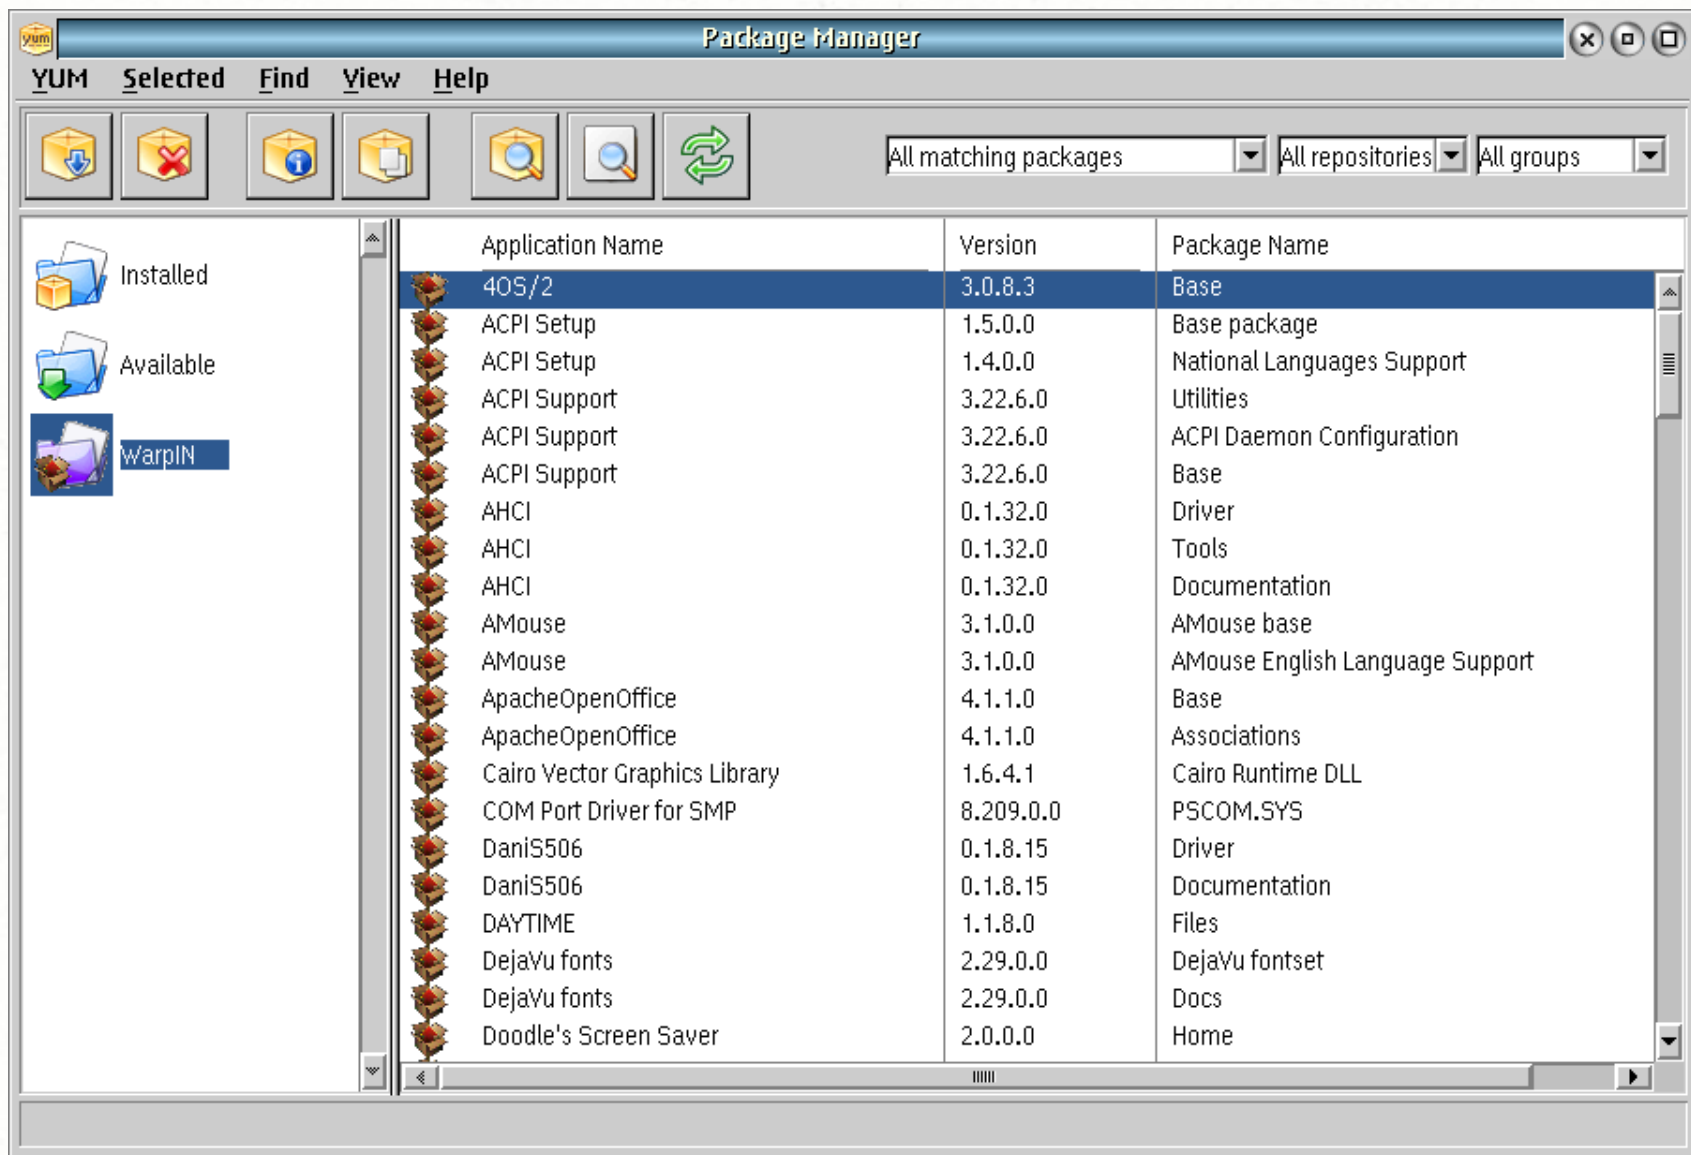 yum Package Manager
YUM Selected Find View Help
All matching packages All repositories All groups
Installed
Available
WarpIN
Application Name Version Package Name
4OS/2 3.0.8.3 Base
ACPI Setup 1.5.0.0 Base package
ACPI Setup 1.4.0.0 National Languages Support
ACPI Support 3.22.6.0 Utilities
ACPI Support 3.22.6.0 ACPI Daemon Configuration
ACPI Support 3.22.6.0 Base
AHCI 0.1.32.0 Driver
AHCI 0.1.32.0 Tools
AHCI 0.1.32.0 Documentation
AMouse 3.1.0.0 AMouse base
AMouse 3.1.0.0 AMouse English Language Support
ApacheOpenOffice 4.1.1.0 Base
ApacheOpenOffice 4.1.1.0 Associations
Cairo Vector Graphics Library 1.6.4.1 Cairo Runtime DLL
COM Port Driver for SMP 8.209.0.0 PSCOM.SYS
DaniS506 0.1.8.15 Driver
DaniS506 0.1.8.15 Documentation
DAYTIME 1.1.8.0 Files
DejaVu fonts 2.29.0.0 DejaVu fontset
DejaVu fonts 2.29.0.0 Docs
Doodle's Screen Saver 2.0.0.0 Home